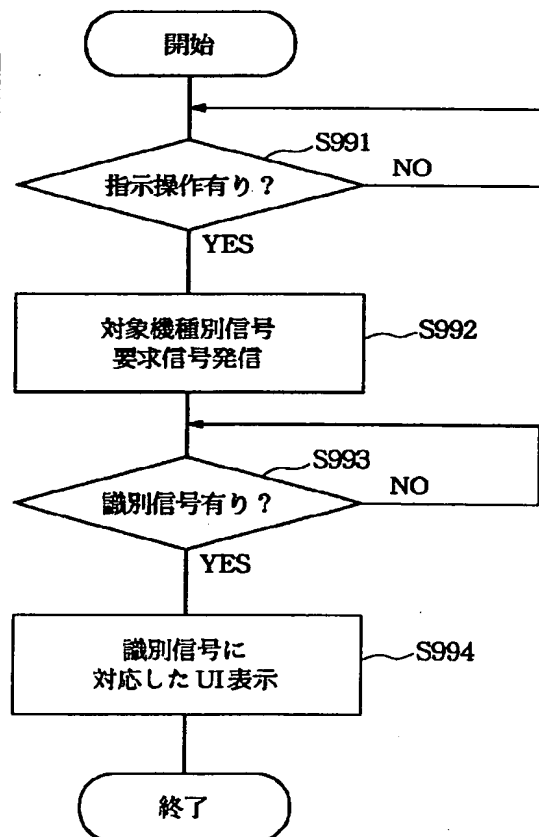 開始
S991
指示操作有り？
NO
YES
対象機種別信号
要求信号発信
S992
S993
識別信号有り？
NO
YES
識別信号に
対応したUI表示
S994
終了